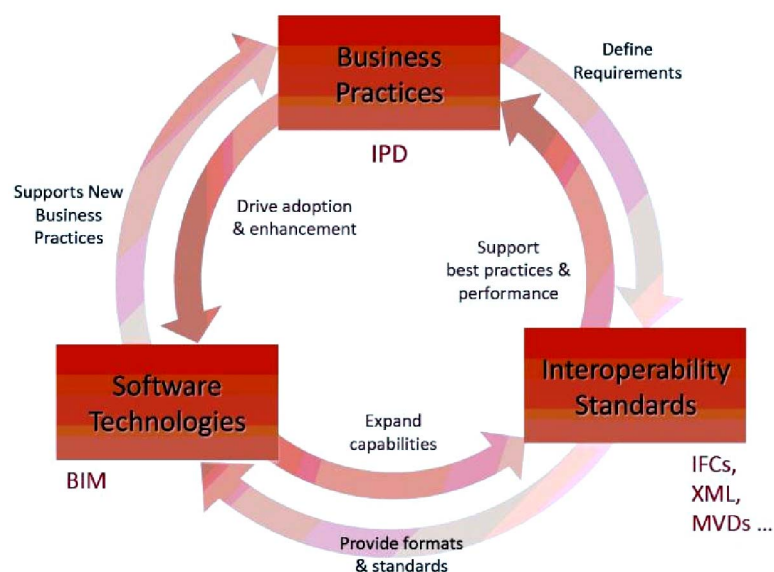 Business
Practices
IPD
Define
Requirements
Supports New
Business
Practices
Drive adoption
& enhancement
Support
best practices &
performance
Software
Technologies
BIM
Expand
capabilities
Interoperability
Standards
IFCs,
XML,
MVDs ...
Provide formats
& standards